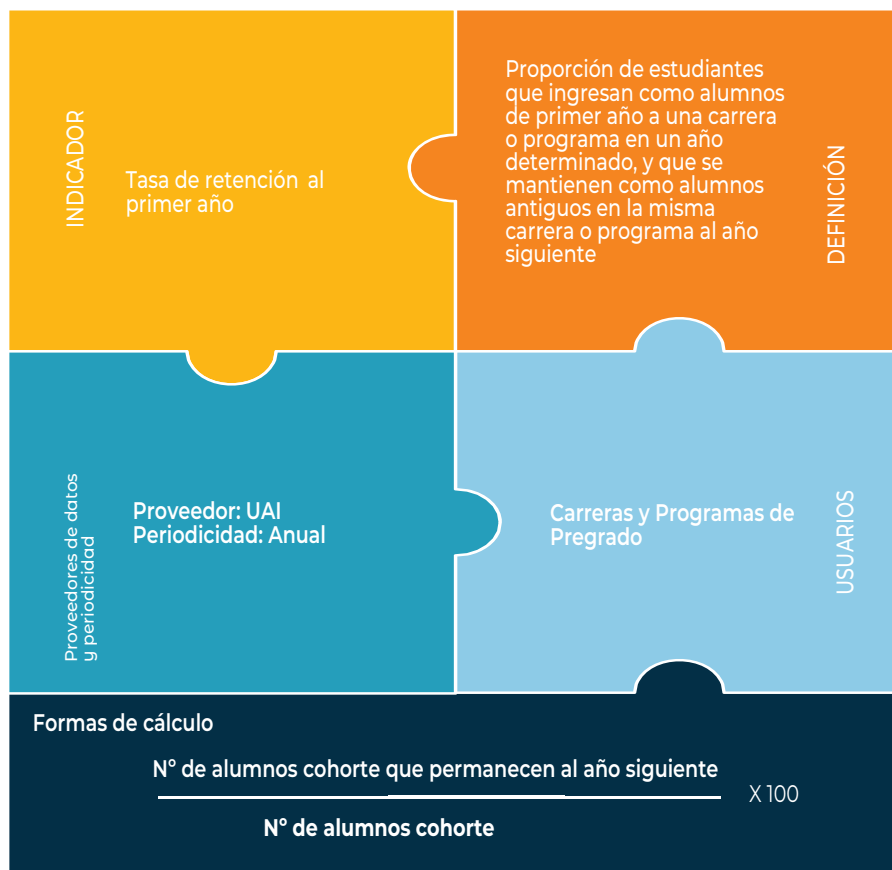 INDICADOR
Tasa de retención al
primer año
Proporción de estudiantes
que ingresan como alumnos
de primer año a una carrera
o programa en un año
determinado, y que se
mantienen como alumnos
antiguos en la misma
carrera o programa al año
siguiente
DEFINICIÓN
Proveedores de datos
y periodicidad
Proveedor: UAI
Periodicidad: Anual
Carreras y Programas de
Pregrado
USUARIOS
Formas de cálculo
N° de alumnos cohorte que permanecen al año siguiente
X 100
N° de alumnos cohorte